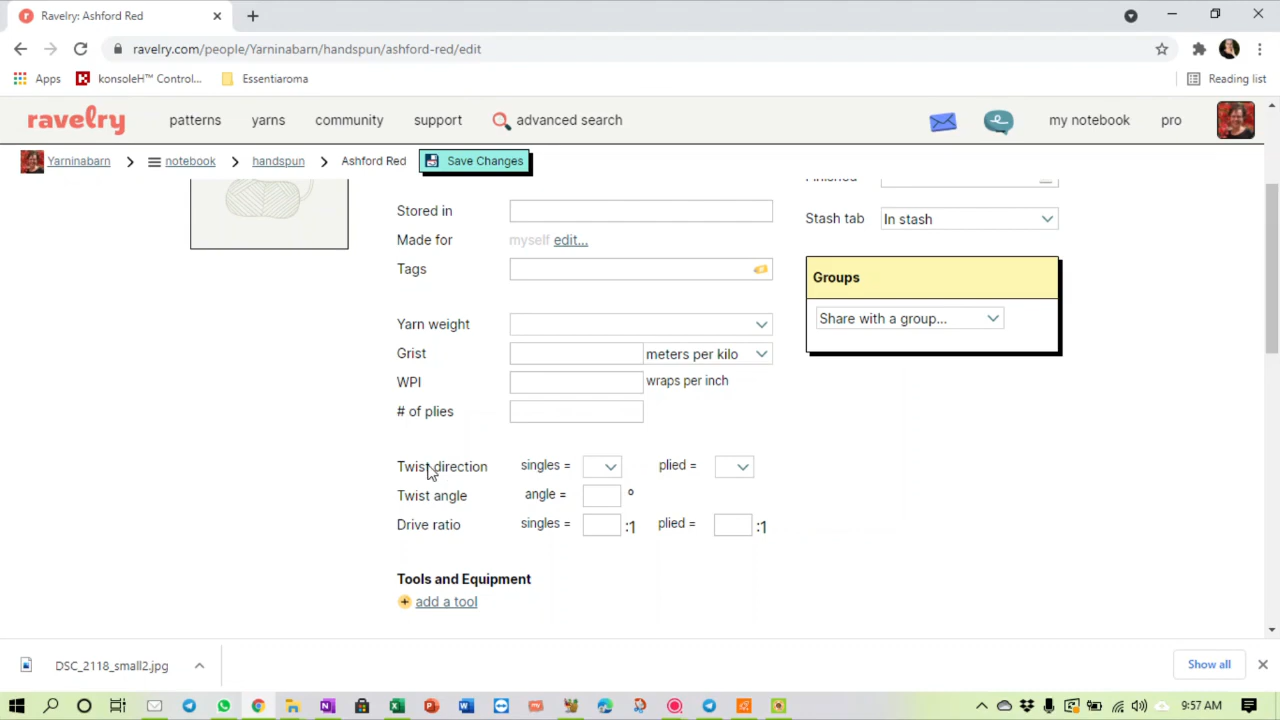 Ravelry: Ashford Red
ravelry.com/people/Yarninabarn/handspun/ashford-red/edit
Apps konsoleH™ Control... Essentiaroma Reading list
ravelry patterns yarns community support advanced search my notebook pro
Yarninabarn notebook handspun Ashford Red Save Changes
Stored in
Stash tab In stash
Made for myself edit...
Tags
Groups
Share with a group...
Yarn weight
Grist meters per kilo
WPI wraps per inch
# of plies
Twist direction singles = plied =
Twist angle angle = º
Drive ratio singles = :1 plied = :1
Tools and Equipment
add a tool
DSC_2118_small2.jpg Show all
9:57 AM